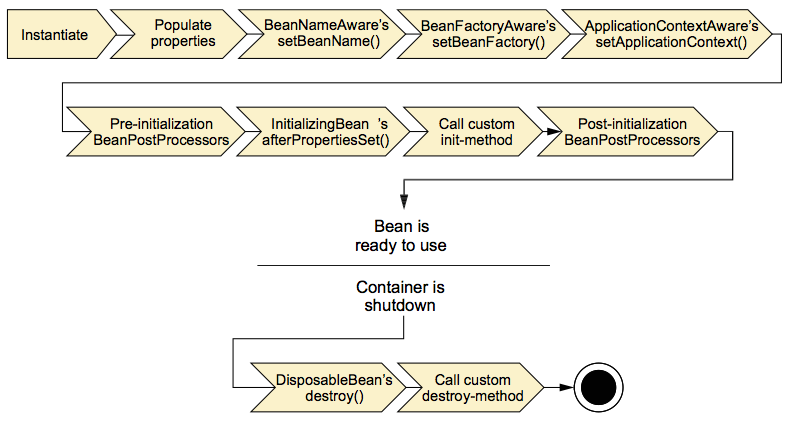 Instantiate
Populate
properties
BeanNameAware's
setBeanName()
BeanFactoryAware's
setBeanFactory()
ApplicationContextAware's
setApplicationContext()
Pre-initialization
BeanPostProcessors
InitializingBean 's
afterPropertiesSet()
Call custom
init-method
Post-initialization
BeanPostProcessors
Bean is
ready to use
Container is
shutdown
DisposableBean's
destroy()
Call custom
destroy-method